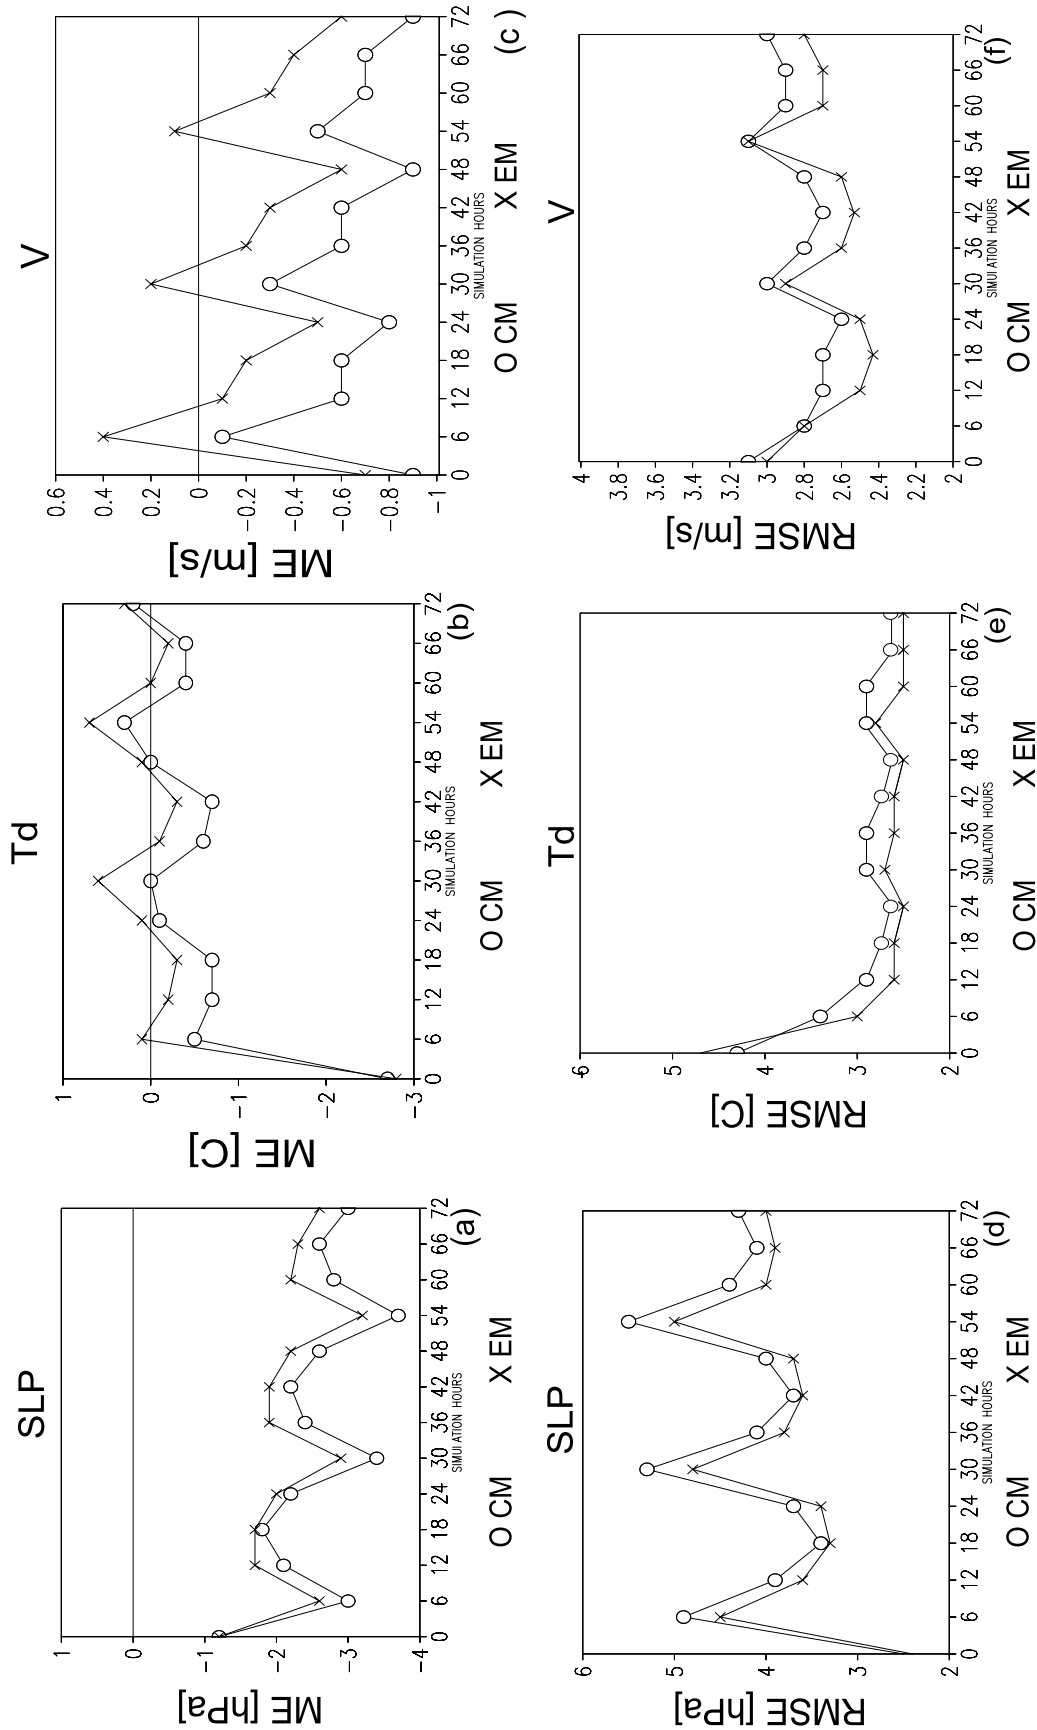 SLP
ME [hPa]
1
0
−1
−2
−3
−4
0 6 12 18 24 30 36 42 48 54 60 66 72
SIMULATION HOURS
(a)
O CM X EM
Td
ME [C]
1
0
−1
−2
−3
0 6 12 18 24 30 36 42 48 54 60 66 72
SIMULATION HOURS
(b)
O CM X EM
V
ME [m/s]
0.6
0.4
0.2
0
−0.2
−0.4
−0.6
−0.8
−1
0 6 12 18 24 30 36 42 48 54 60 66 72
SIMULATION HOURS
(c )
O CM X EM
SLP
RMSE [hPa]
6
5
4
3
2
0 6 12 18 24 30 36 42 48 54 60 66 72
SIMULATION HOURS
(d)
O CM X EM
Td
RMSE [C]
6
5
4
3
2
0 6 12 18 24 30 36 42 48 54 60 66 72
SIMULATION HOURS
(e)
O CM X EM
V
RMSE [m/s]
4
3.8
3.6
3.4
3.2
3
2.8
2.6
2.4
2.2
2
0 6 12 18 24 30 36 42 48 54 60 66 72
SIMULATION HOURS
(f)
O CM X EM